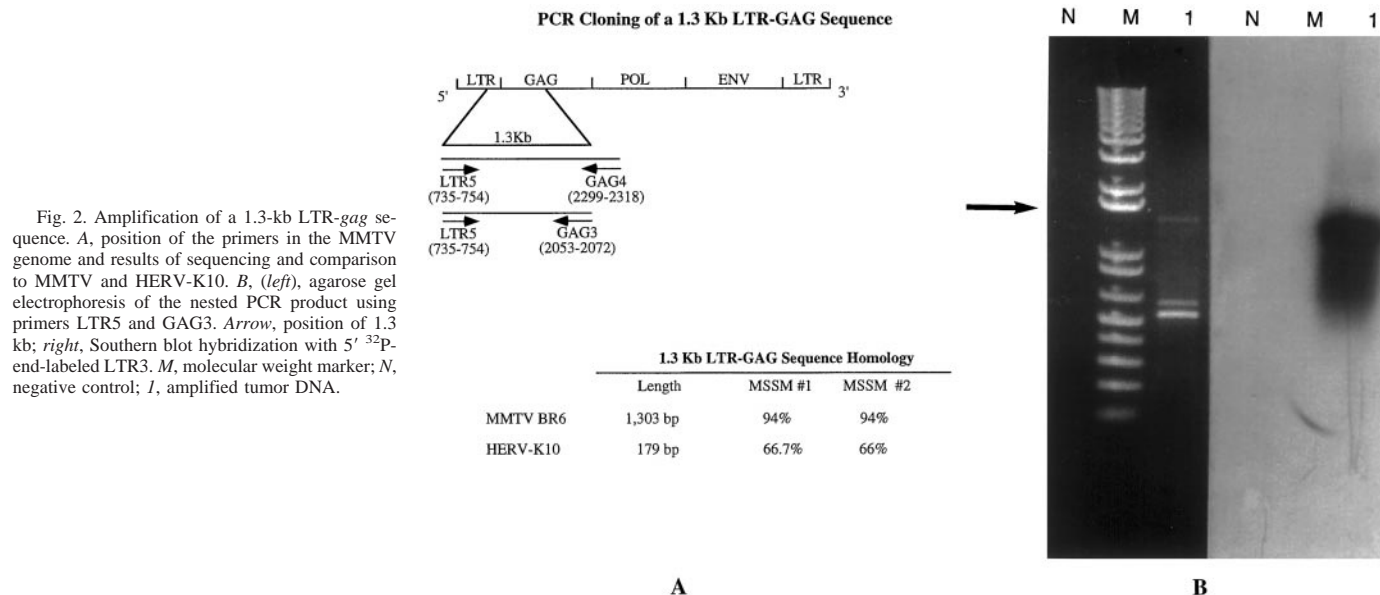 Fig. 2. Amplification of a 1.3-kb LTR-gag se-
quence. A, position of the primers in the MMTV
genome and results of sequencing and comparison
to MMTV and HERV-K10. B, (left), agarose gel
electrophoresis of the nested PCR product using
primers LTR5 and GAG3. Arrow, position of 1.3
kb; right, Southern blot hybridization with 5′ ³²P-
end-labeled LTR3. M, molecular weight marker; N,
negative control; 1, amplified tumor DNA.
PCR Cloning of a 1.3 Kb LTR-GAG Sequence
LTR GAG POL ENV LTR
5' 3'
1.3Kb
LTR5 GAG4
(735-754) (2299-2318)
LTR5 GAG3
(735-754) (2053-2072)
1.3 Kb LTR-GAG Sequence Homology
Length MSSM #1 MSSM #2
MMTV BR6 1,303 bp 94% 94%
HERV-K10 179 bp 66.7% 66%
A
N M 1 N M 1
B